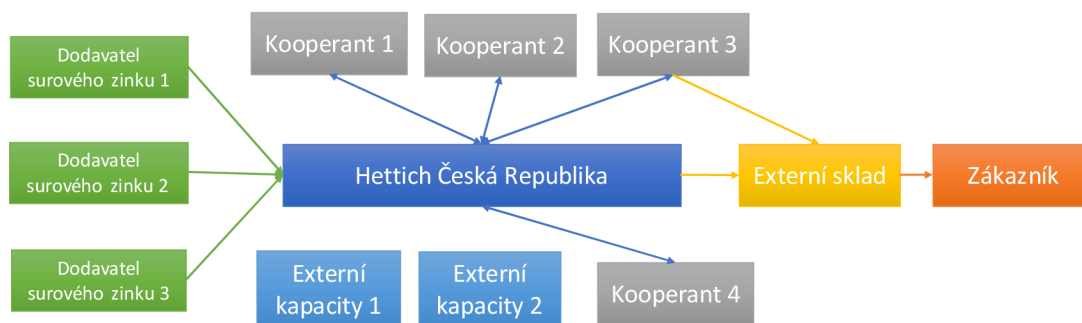 Kooperant 1
Kooperant 2
Kooperant 3
Dodavatel
surového zinku 1
Dodavatel
surového zinku 2
Hettich Česká Republika
Externí sklad
Zákazník
Dodavatel
surového zinku 3
Externí
kapacity 1
Externí
kapacity 2
Kooperant 4